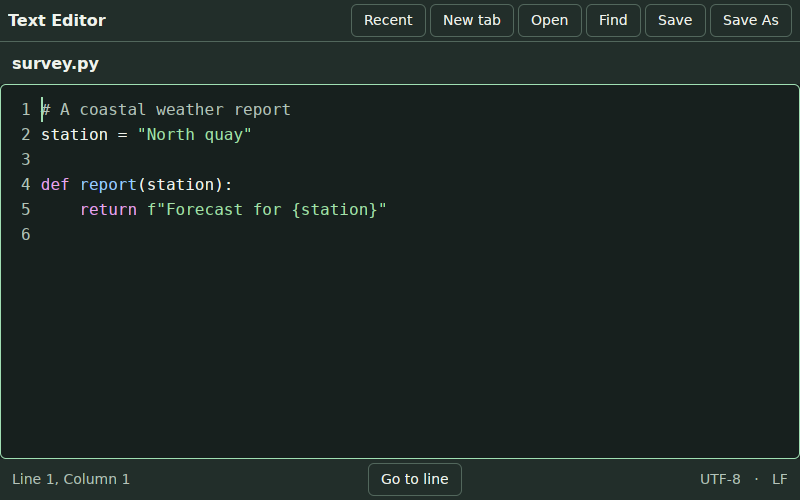 Text Editor
Recent
New tab
Open
Find
Save
Save As
survey.py
1 # A coastal weather report
2 station = "North quay"
3
4 def report(station):
5     return f"Forecast for {station}"
6
Line 1, Column 1
Go to line
UTF-8 · LF